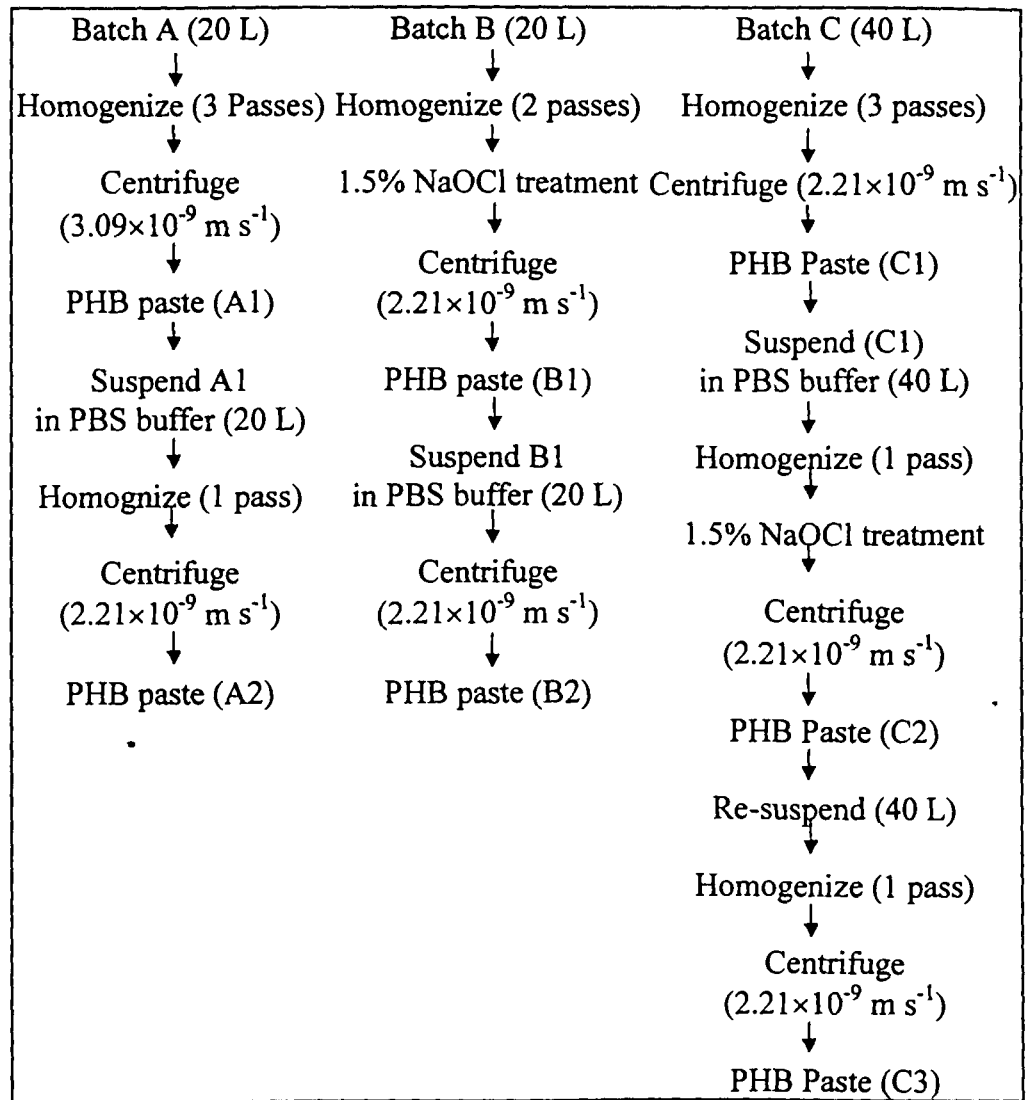 Batch A (20 L)
Homogenize (3 Passes)
Centrifuge
(3.09×10⁻⁹ m s⁻¹)
PHB paste (A1)
Suspend A1
in PBS buffer (20 L)
Homognize (1 pass)
Centrifuge
(2.21×10⁻⁹ m s⁻¹)
PHB paste (A2)
Batch B (20 L)
Homogenize (2 passes)
1.5% NaOCl treatment
Centrifuge
(2.21×10⁻⁹ m s⁻¹)
PHB paste (B1)
Suspend B1
in PBS buffer (20 L)
Centrifuge
(2.21×10⁻⁹ m s⁻¹)
PHB paste (B2)
Batch C (40 L)
Homogenize (3 passes)
Centrifuge (2.21×10⁻⁹ m s⁻¹)
PHB Paste (C1)
Suspend (C1)
in PBS buffer (40 L)
Homogenize (1 pass)
1.5% NaOCl treatment
Centrifuge
(2.21×10⁻⁹ m s⁻¹)
PHB Paste (C2)
Re-suspend (40 L)
Homogenize (1 pass)
Centrifuge
(2.21×10⁻⁹ m s⁻¹)
PHB Paste (C3)